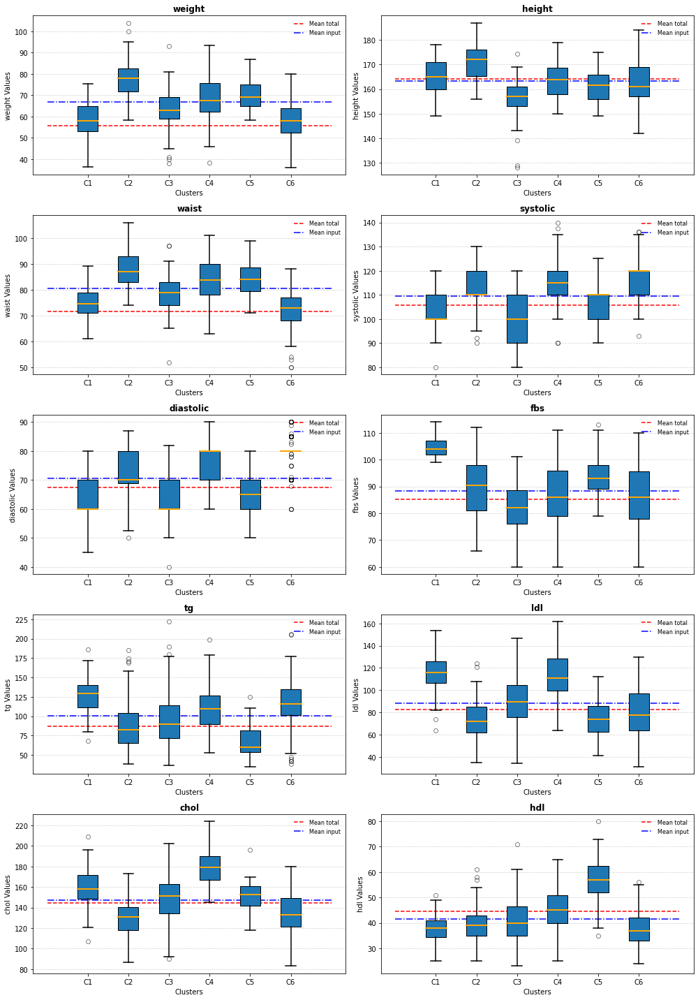 weight
weight Values
100
90
80
70
60
50
40
Mean total
Mean input
C1 C2 C3 C4 C5 C6
Clusters
height
height Values
180
170
160
150
140
130
Mean total
Mean input
C1 C2 C3 C4 C5 C6
Clusters
waist
waist Values
100
90
80
70
60
50
Mean total
Mean input
C1 C2 C3 C4 C5 C6
Clusters
systolic
systolic Values
140
130
120
110
100
90
80
Mean total
Mean input
C1 C2 C3 C4 C5 C6
Clusters
diastolic
diastolic Values
90
80
70
60
50
40
Mean total
Mean input
C1 C2 C3 C4 C5 C6
Clusters
fbs
fbs Values
110
100
90
80
70
60
Mean total
Mean input
C1 C2 C3 C4 C5 C6
Clusters
tg
tg Values
225
200
175
150
125
100
75
50
Mean total
Mean input
C1 C2 C3 C4 C5 C6
Clusters
ldl
ldl Values
160
140
120
100
80
60
40
Mean total
Mean input
C1 C2 C3 C4 C5 C6
Clusters
chol
chol Values
220
200
180
160
140
120
100
80
Mean total
Mean input
C1 C2 C3 C4 C5 C6
Clusters
hdl
hdl Values
80
70
60
50
40
30
Mean total
Mean input
C1 C2 C3 C4 C5 C6
Clusters